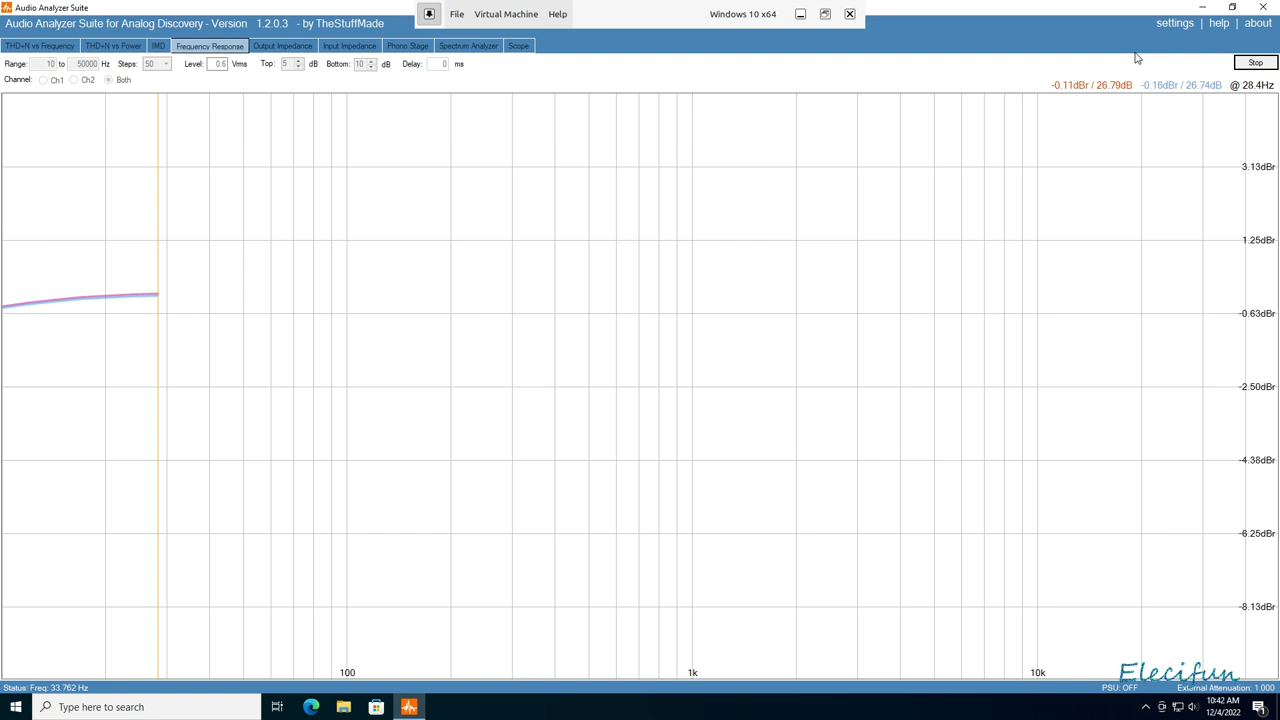 Audio Analyzer Suite
File Virtual Machine Help
Windows 10 x64
Audio Analyzer Suite for Analog Discovery - Version 1.2.0.3 - by TheStuffMade
settings | help | about
THD+N vs Frequency THD+N vs Power IMD Frequency Response Output Impedance Input Impedance Phono Stage Spectrum Analyzer Scope
Range: 10 to 50000 Hz Steps: 50 Level: 0.6 Vrms Top: 5 dB Bottom: 10 dB Delay: 0 ms Stop
Channel: Ch1 Ch2 Both
-0.11dBr / 26.79dB -0.16dBr / 26.74dB @ 28.4Hz
3.13dBr
1.25dBr
-0.63dBr
-2.50dBr
-4.38dBr
-6.25dBr
-8.13dBr
100 1k 10k
Elecifun
Status: Freq: 33.762 Hz PSU: OFF External Attenuation: 1.000
Type here to search
10:42 AM
12/4/2022
1